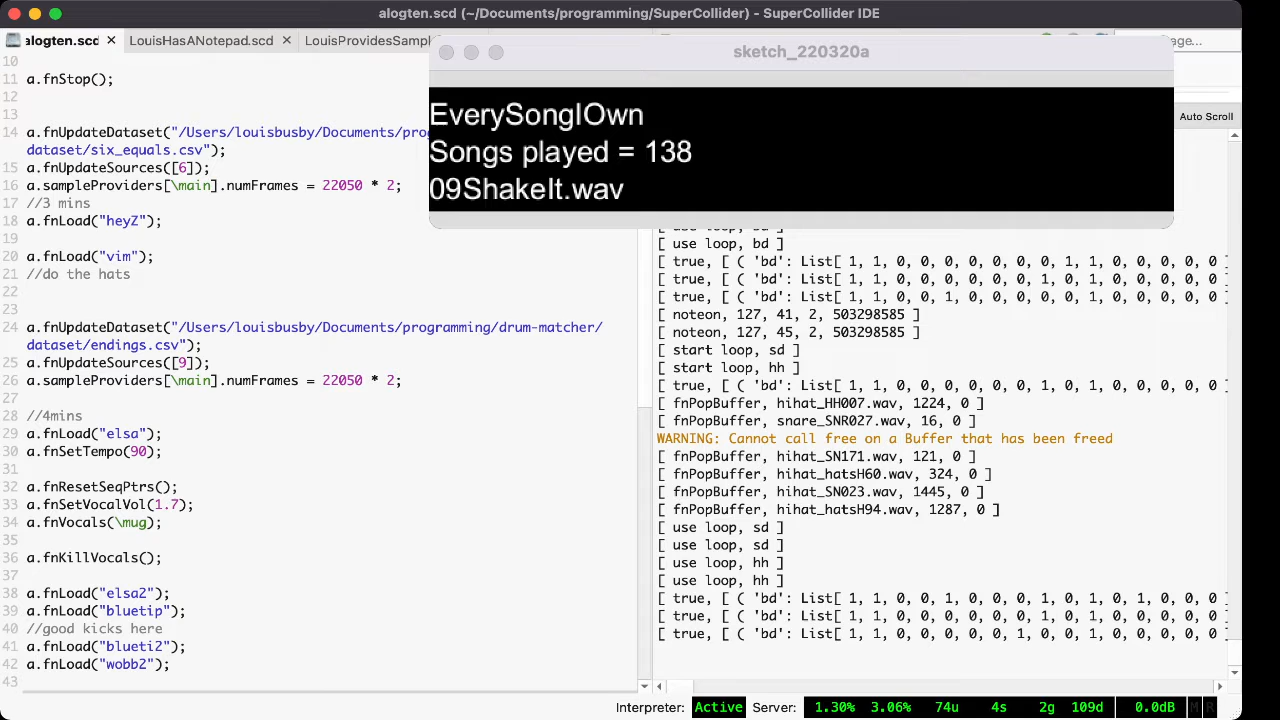 alogten.scd (~/Documents/programming/SuperCollider) - SuperCollider IDE
alogten.scd × LouisHasANotepad.scd × LouisProvidesSampl
age...
sketch_220320a
EverySongIOwn
Songs played = 138
09ShakeIt.wav
Auto Scroll
10
11 a.fnStop();
12
13
14 a.fnUpdateDataset("/Users/louisbusby/Documents/prog
dataset/six_equals.csv");
15 a.fnUpdateSources([6]);
16 a.sampleProviders[\main].numFrames = 22050 * 2;
17 //3 mins
18 a.fnLoad("heyZ");
19
20 a.fnLoad("vim");
21 //do the hats
22
23
24 a.fnUpdateDataset("/Users/louisbusby/Documents/programming/drum-matcher/
dataset/endings.csv");
25 a.fnUpdateSources([9]);
26 a.sampleProviders[\main].numFrames = 22050 * 2;
27
28 //4mins
29 a.fnLoad("elsa");
30 a.fnSetTempo(90);
31
32 a.fnResetSeqPtrs();
33 a.fnSetVocalVol(1.7);
34 a.fnVocals(\mug);
35
36 a.fnKillVocals();
37
38 a.fnLoad("elsa2");
39 a.fnLoad("bluetip");
40 //good kicks here
41 a.fnLoad("blueti2");
42 a.fnLoad("wobb2");
43
[ use loop, bd ]
[ true, [ ( 'bd': List[ 1, 1, 0, 0, 0, 0, 0, 0, 0, 1, 1, 0, 0, 0, 0, 0
[ true, [ ( 'bd': List[ 1, 1, 0, 0, 0, 0, 0, 0, 1, 0, 1, 0, 0, 0, 0, 0
[ true, [ ( 'bd': List[ 1, 1, 0, 0, 1, 0, 0, 0, 0, 1, 1, 0, 0, 0, 0, 0
[ noteon, 127, 41, 2, 503298585 ]
[ noteon, 127, 45, 2, 503298585 ]
[ start loop, sd ]
[ start loop, hh ]
[ true, [ ( 'bd': List[ 1, 1, 0, 0, 0, 0, 0, 0, 1, 0, 1, 0, 0, 0, 0, 0
[ fnPopBuffer, hihat_HH007.wav, 1224, 0 ]
[ fnPopBuffer, snare_SNR027.wav, 16, 0 ]
WARNING: Cannot call free on a Buffer that has been freed
[ fnPopBuffer, hihat_SN171.wav, 121, 0 ]
[ fnPopBuffer, hihat_hatsH60.wav, 324, 0 ]
[ fnPopBuffer, hihat_SN023.wav, 1445, 0 ]
[ fnPopBuffer, hihat_hatsH94.wav, 1287, 0 ]
[ use loop, sd ]
[ use loop, sd ]
[ use loop, hh ]
[ use loop, hh ]
[ true, [ ( 'bd': List[ 1, 1, 0, 0, 1, 0, 0, 0, 1, 0, 1, 0, 1, 0, 0, 0
[ true, [ ( 'bd': List[ 1, 1, 0, 0, 0, 0, 0, 0, 1, 0, 1, 0, 0, 0, 0, 0
[ true, [ ( 'bd': List[ 1, 1, 0, 0, 0, 0, 0, 1, 0, 0, 1, 0, 0, 0, 0, 0
Interpreter: Active Server: 1.30% 3.06% 74u 4s 2g 109d 0.0dB M R